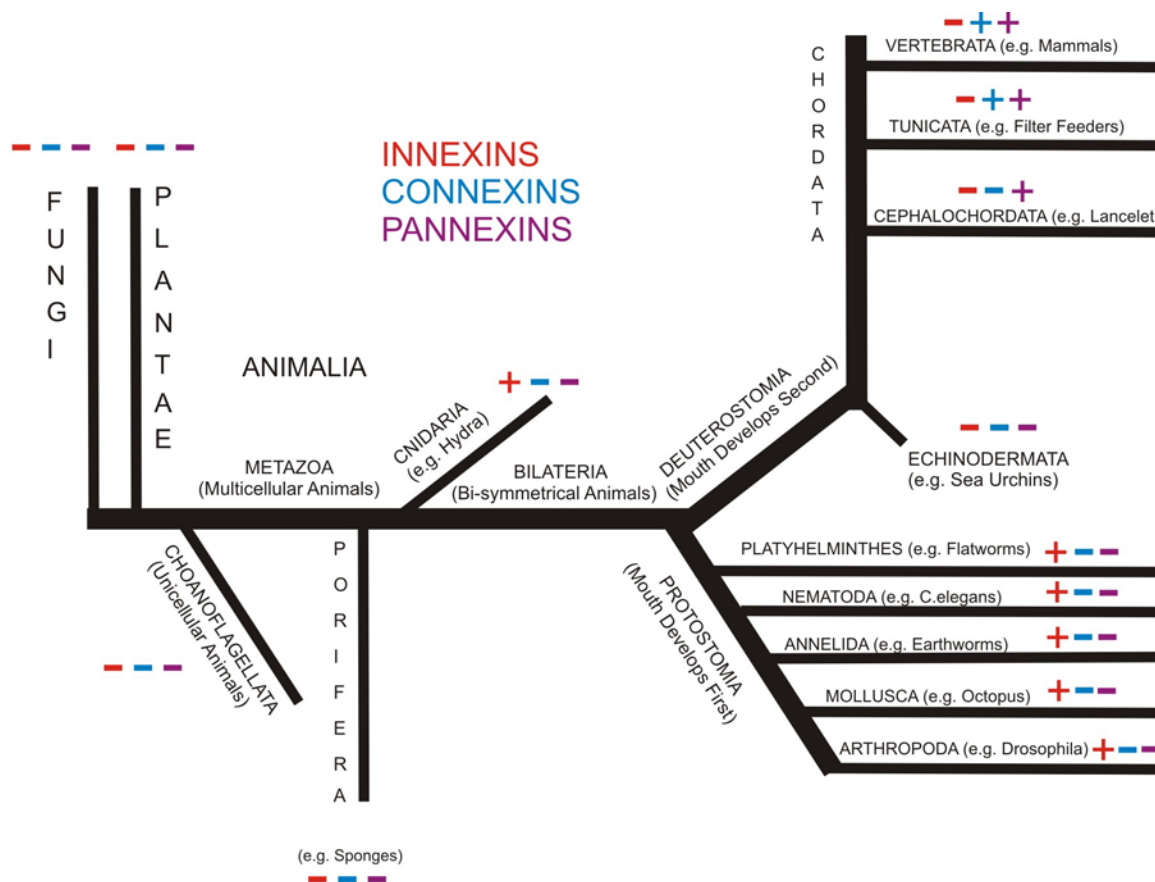 CHORDATA
VERTEBRATA (e.g. Mammals)
TUNICATA (e.g. Filter Feeders)
CEPHALOCHORDATA (e.g. Lancelet
INNEXINS
CONNEXINS
PANNEXINS
FUNGI
PLANTAE
ANIMALIA
CNIDARIA
(e.g. Hydra)
METAZOA
(Multicellular Animals)
BILATERIA
(Bi-symmetrical Animals)
DEUTEROSTOMIA
(Mouth Develops Second)
ECHINODERMATA
(e.g. Sea Urchins)
CHOANOFLAGELLATA
(Unicellular Animals)
PORIFERA
(e.g. Sponges)
PROTOSTOMIA
(Mouth Develops First)
PLATYHELMINTHES (e.g. Flatworms)
NEMATODA (e.g. C.elegans)
ANNELIDA (e.g. Earthworms)
MOLLUSCA (e.g. Octopus)
ARTHROPODA (e.g. Drosophila)